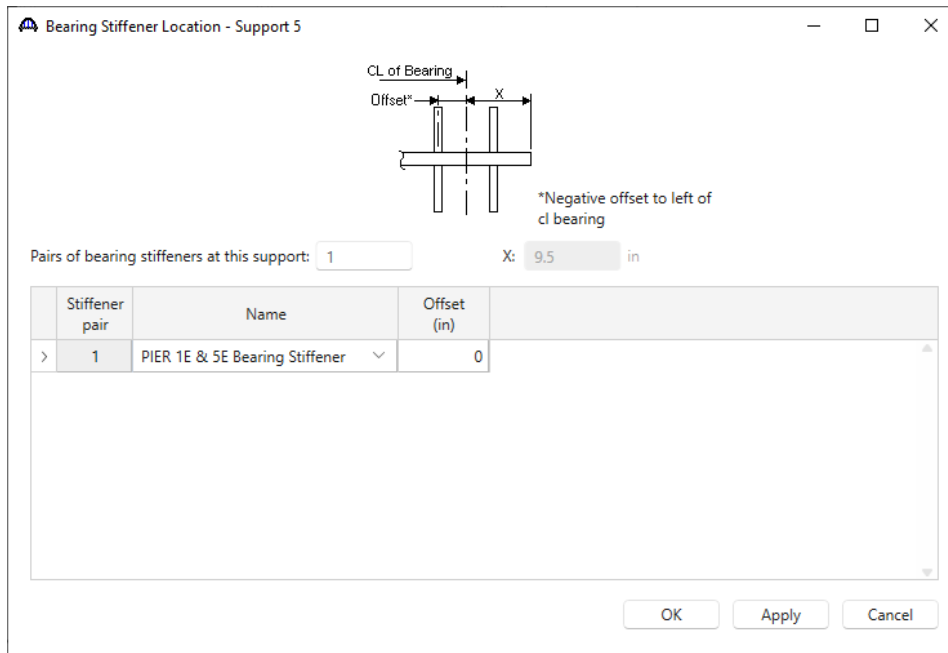 Bearing Stiffener Location - Support 5
CL of Bearing
Offset*
X
*Negative offset to left of
cl bearing
Pairs of bearing stiffeners at this support: 1
X: 9.5 in
Stiffener
pair
Name
Offset
(in)
1 PIER 1E & 5E Bearing Stiffener 0
OK Apply Cancel